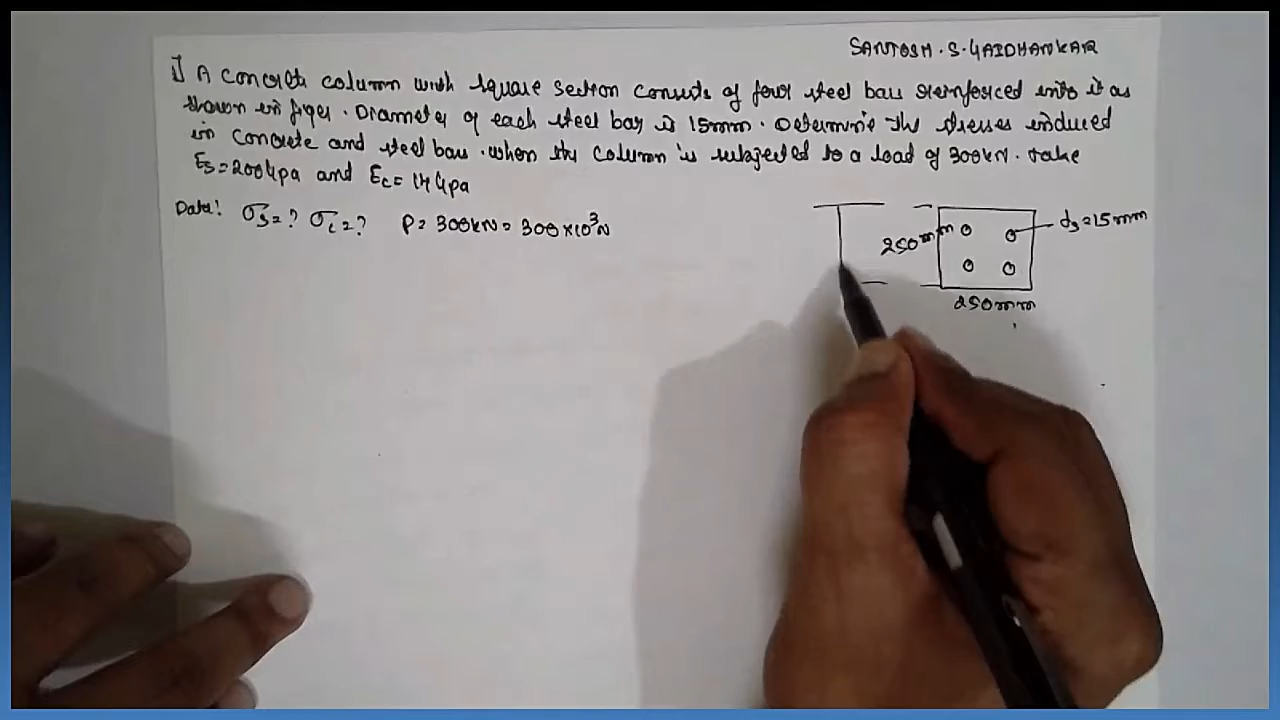 SANTOSH.S.GAIDHANKAR
1] A concrete column with square section consists of four steel bars reinforced into it as
shown in figer. Diameter of each steel bar is 15mm. Determine the stresses induced
in concrete and steel bars. when the column is subjected to a load of 300kN. Take
Es=200Gpa and Ec=14Gpa
Data: σs=? σc=? P=300kN=300×10³N
250mm
ds=15mm
250mm